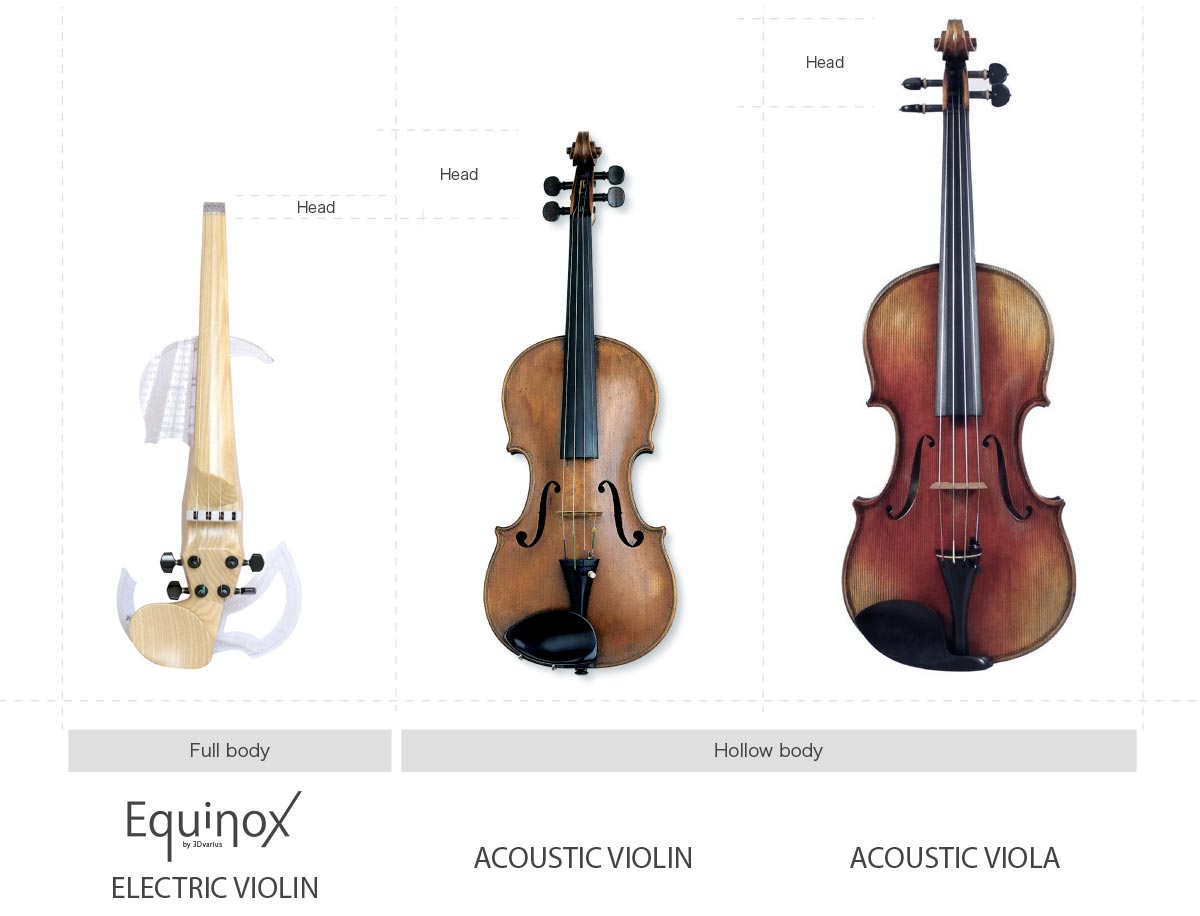 Head
Head
Head
Full body
Hollow body
Equinox
by 3Dvarius
ELECTRIC VIOLIN
ACOUSTIC VIOLIN
ACOUSTIC VIOLA